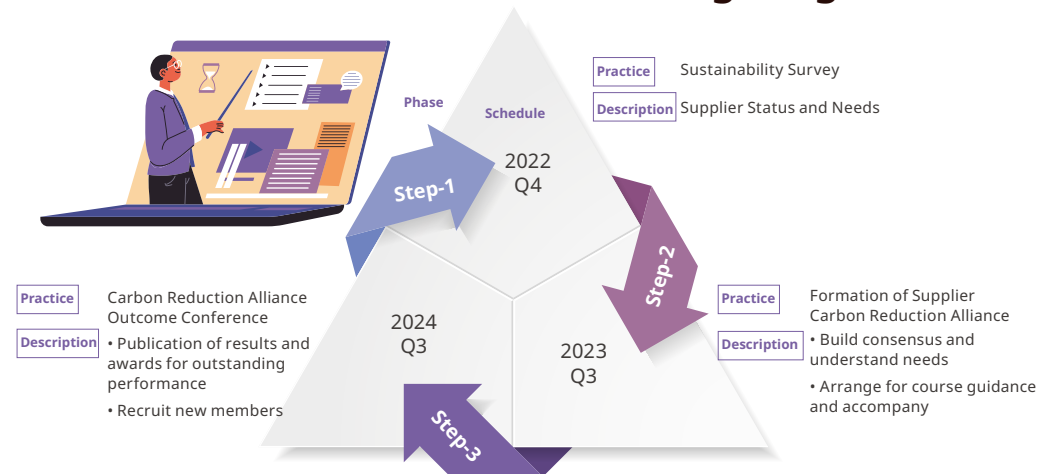 Phase
Schedule
Step-1
2022
Q4
Practice
Sustainability Survey
Description
Supplier Status and Needs
Step-2
2023
Q3
Practice
Formation of Supplier
Carbon Reduction Alliance
Description
• Build consensus and
understand needs
• Arrange for course guidance
and accompany
Step-3
2024
Q3
Practice
Carbon Reduction Alliance
Outcome Conference
Description
• Publication of results and
awards for outstanding
performance
• Recruit new members